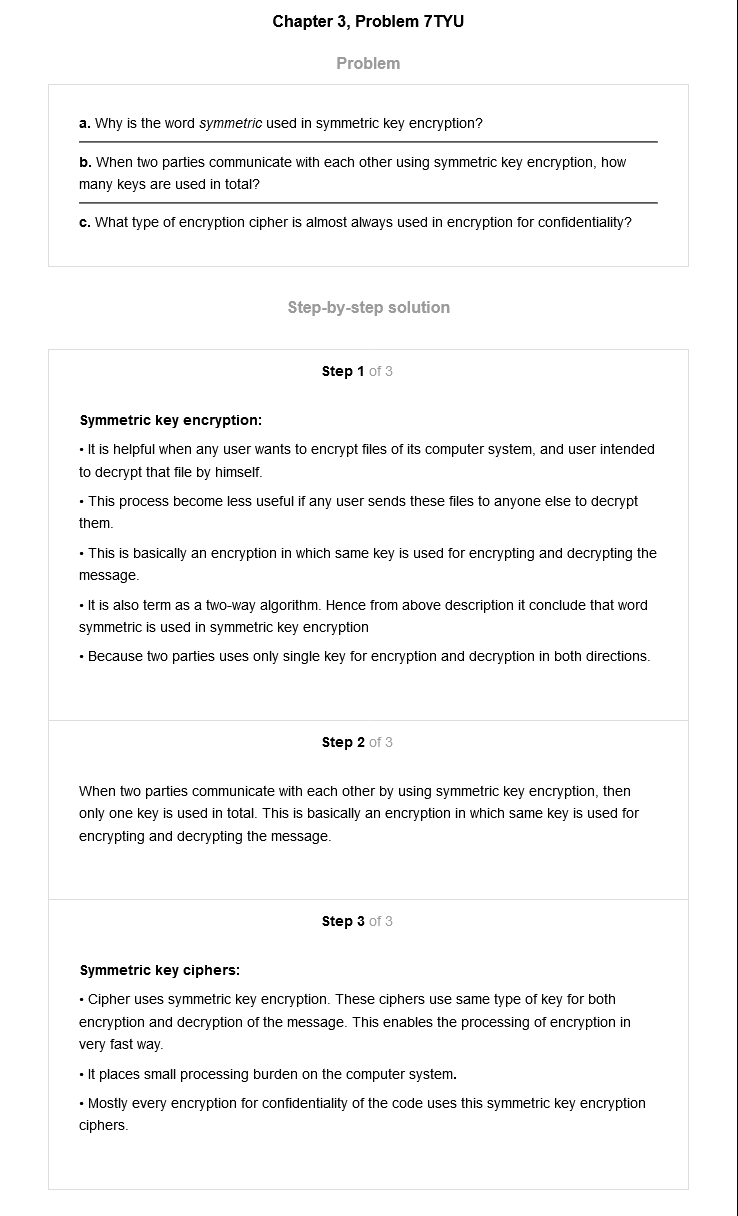 Chapter 3, Problem 7TYU
Problem
a. Why is the word symmetric used in symmetric key encryption?
b. When two parties communicate with each other using symmetric key encryption, how
many keys are used in total?
c. What type of encryption cipher is almost always used in encryption for confidentiality?
Step-by-step solution
Step 1 of 3
Symmetric key encryption:
• It is helpful when any user wants to encrypt files of its computer system, and user intended
to decrypt that file by himself.
• This process become less useful if any user sends these files to anyone else to decrypt
them.
• This is basically an encryption in which same key is used for encrypting and decrypting the
message.
• It is also term as a two-way algorithm. Hence from above description it conclude that word
symmetric is used in symmetric key encryption
• Because two parties uses only single key for encryption and decryption in both directions.
Step 2 of 3
When two parties communicate with each other by using symmetric key encryption, then
only one key is used in total. This is basically an encryption in which same key is used for
encrypting and decrypting the message.
Step 3 of 3
Symmetric key ciphers:
• Cipher uses symmetric key encryption. These ciphers use same type of key for both
encryption and decryption of the message. This enables the processing of encryption in
very fast way.
• It places small processing burden on the computer system.
• Mostly every encryption for confidentiality of the code uses this symmetric key encryption
ciphers.